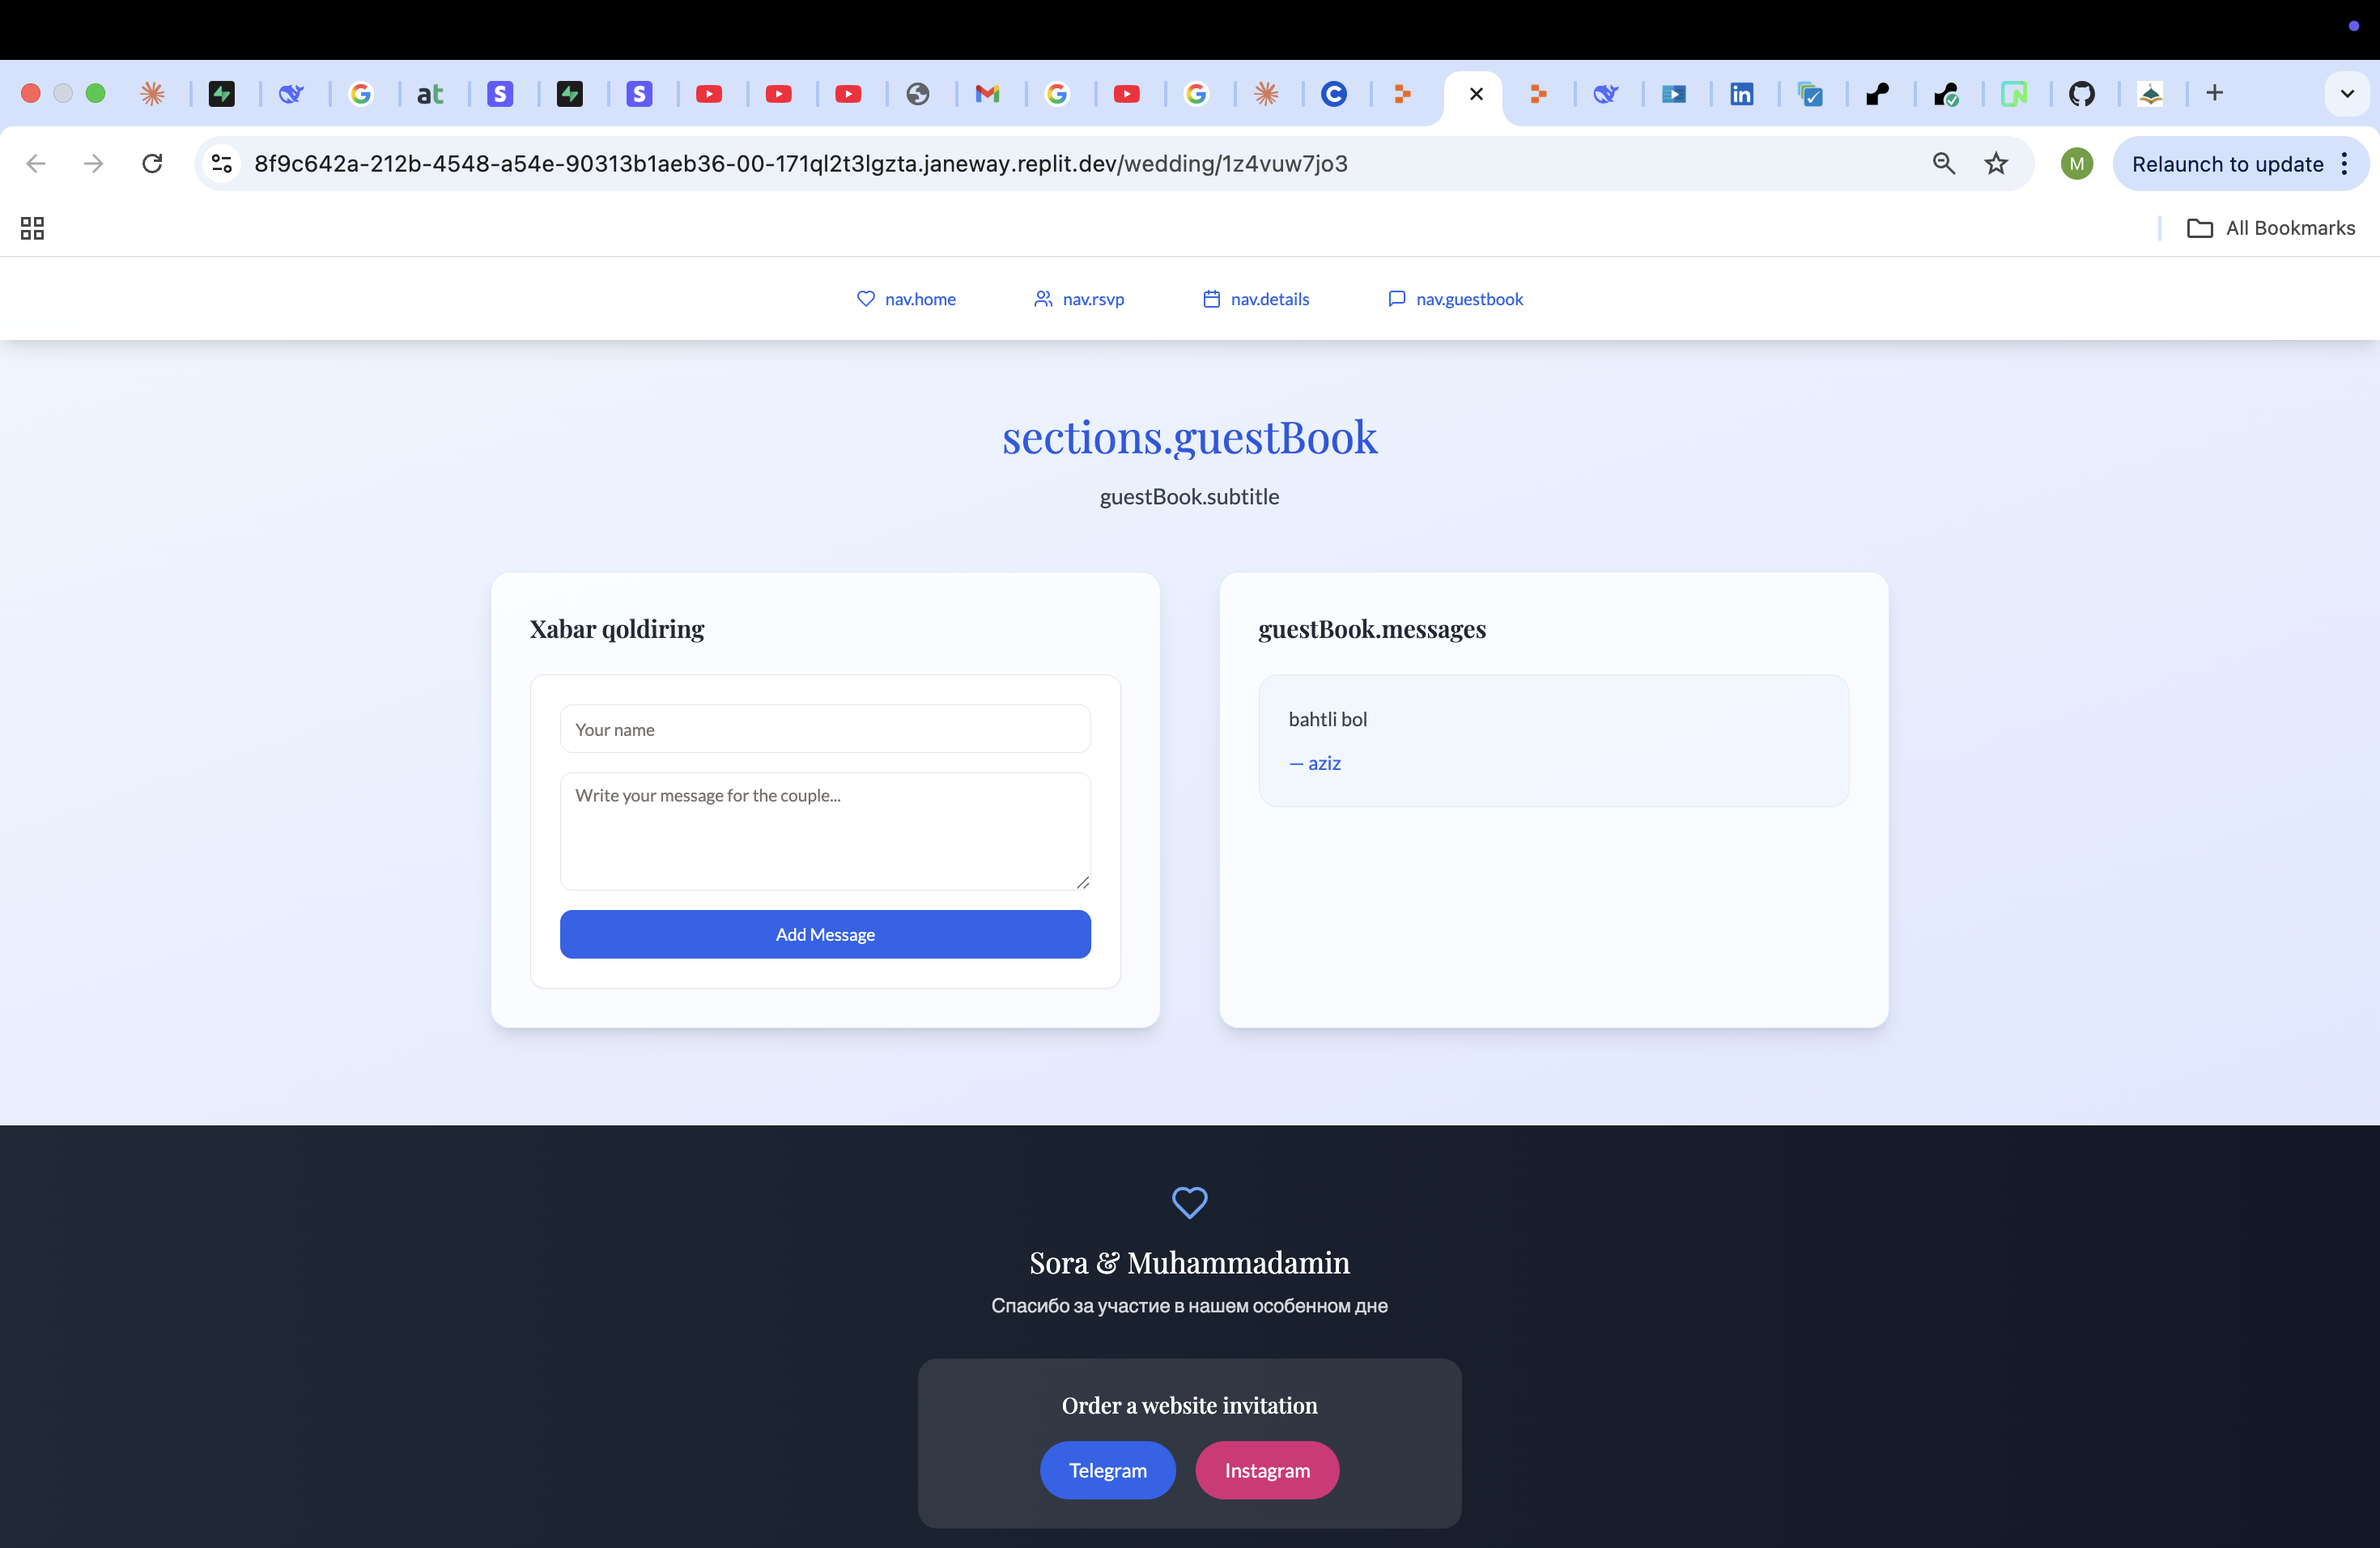 8f9c642a-212b-4548-a54e-90313b1aeb36-00-171ql2t3lgzta.janeway.replit.dev/wedding/1z4vuw7jo3
M
Relaunch to update
All Bookmarks
nav.home
nav.rsvp
nav.details
nav.guestbook
sections.guestBook
guestBook.subtitle
Xabar qoldiring
Your name
Write your message for the couple...
Add Message
guestBook.messages
bahtli bol
— aziz
Sora & Muhammadamin
Спасибо за участие в нашем особенном дне
Order a website invitation
Telegram
Instagram